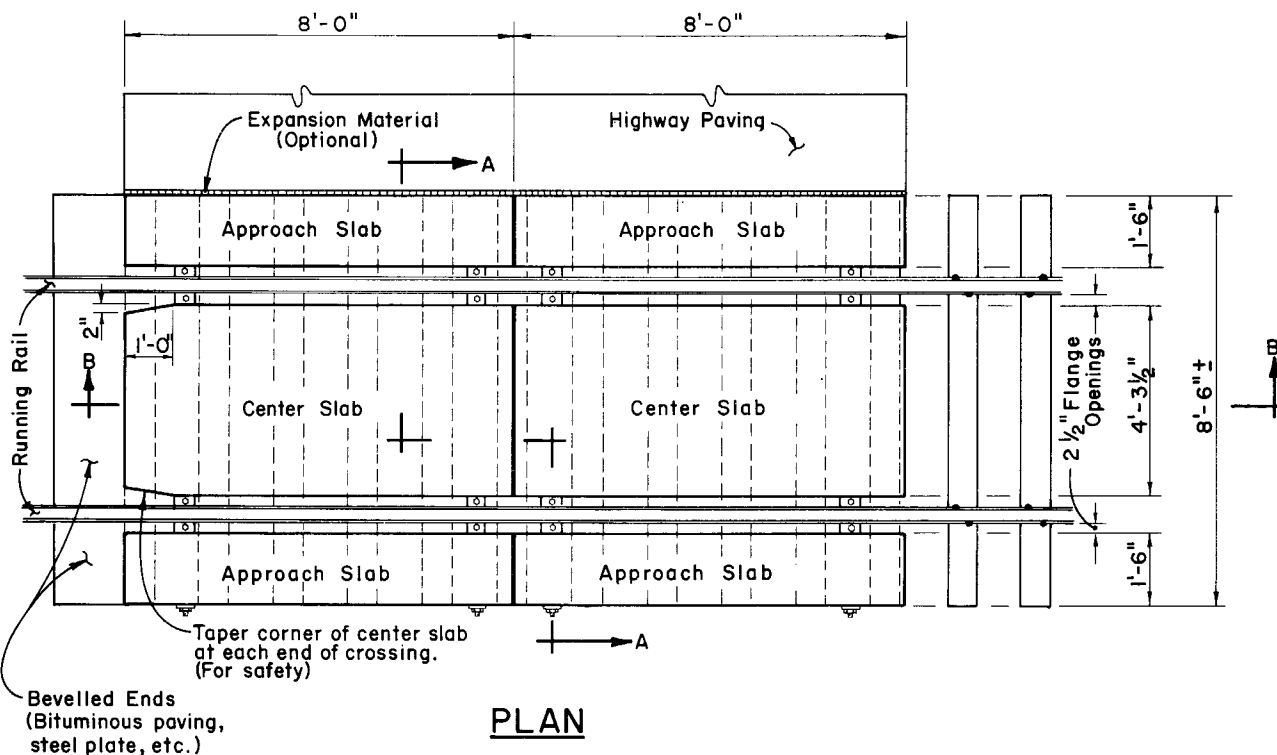 8'-0"
8'-0"
Expansion Material
(Optional)
Highway Paving
A
Approach Slab
Approach Slab
1'-6"
2"
1'-0"
B
Running Rail
Center Slab
Center Slab
2 ½" Flange
Openings
4'-3½"
8'-6" ±
B
Approach Slab
Approach Slab
1'-6"
A
Taper corner of center slab
at each end of crossing.
(For safety)
Bevelled Ends
(Bituminous paving,
steel plate, etc.)
PLAN